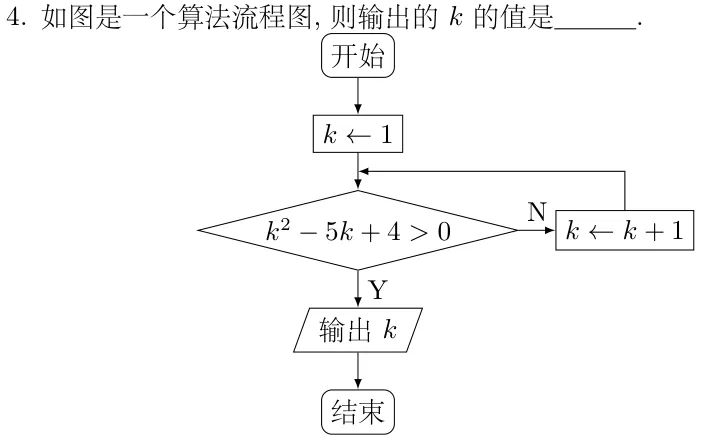 4. 如图是一个算法流程图, 则输出的 k 的值是______.
开始
k ← 1
k² − 5k + 4 > 0
N
k ← k + 1
Y
输出 k
结束